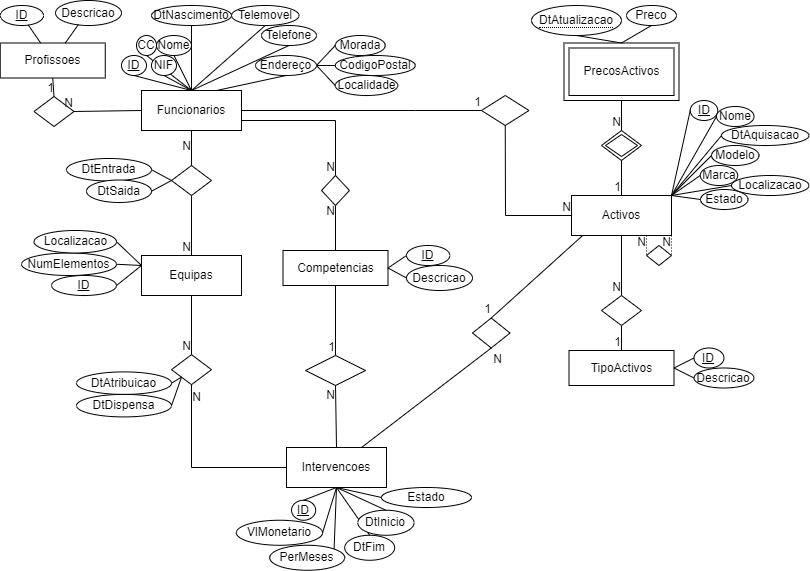 ID
Descricao
Profissoes
1
N
DtNascimento
Telemovel
CC
Nome
Telefone
ID
NIF
Endereço
Morada
CodigoPostal
Localidade
Funcionarios
1
N
DtAtualizacao
Preco
PrecosActivos
N
1
ID
Nome
DtAquisacao
Modelo
Marca
Localizacao
Estado
Activos
N
N
N
DtEntrada
DtSaida
N
N
N
Localizacao
NumElementos
ID
Equipas
Competencias
ID
Descricao
N
1
TipoActivos
ID
Descricao
1
N
1
N
N
N
DtAtribuicao
DtDispensa
Intervencoes
ID
VlMonetario
PerMeses
DtFim
DtInicio
Estado